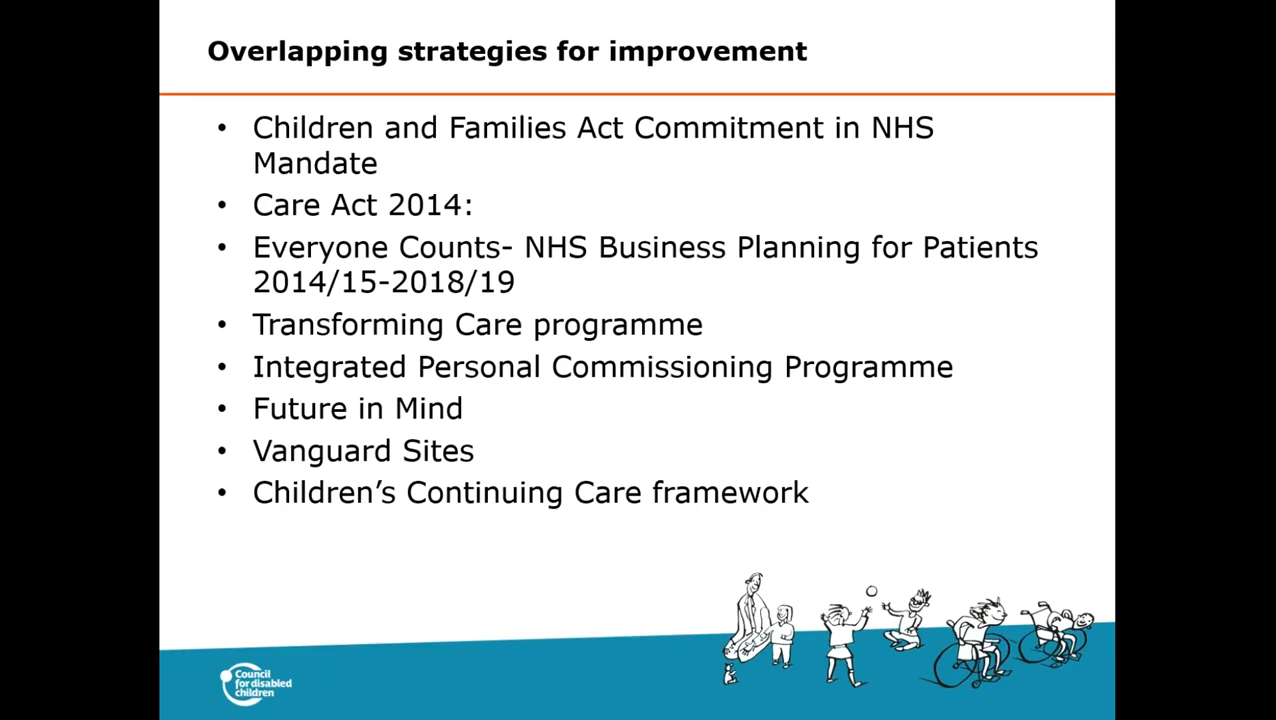 Overlapping strategies for improvement
• Children and Families Act Commitment in NHS
Mandate
• Care Act 2014:
• Everyone Counts- NHS Business Planning for Patients
2014/15-2018/19
• Transforming Care programme
• Integrated Personal Commissioning Programme
• Future in Mind
• Vanguard Sites
• Children’s Continuing Care framework
Council
for disabled
children